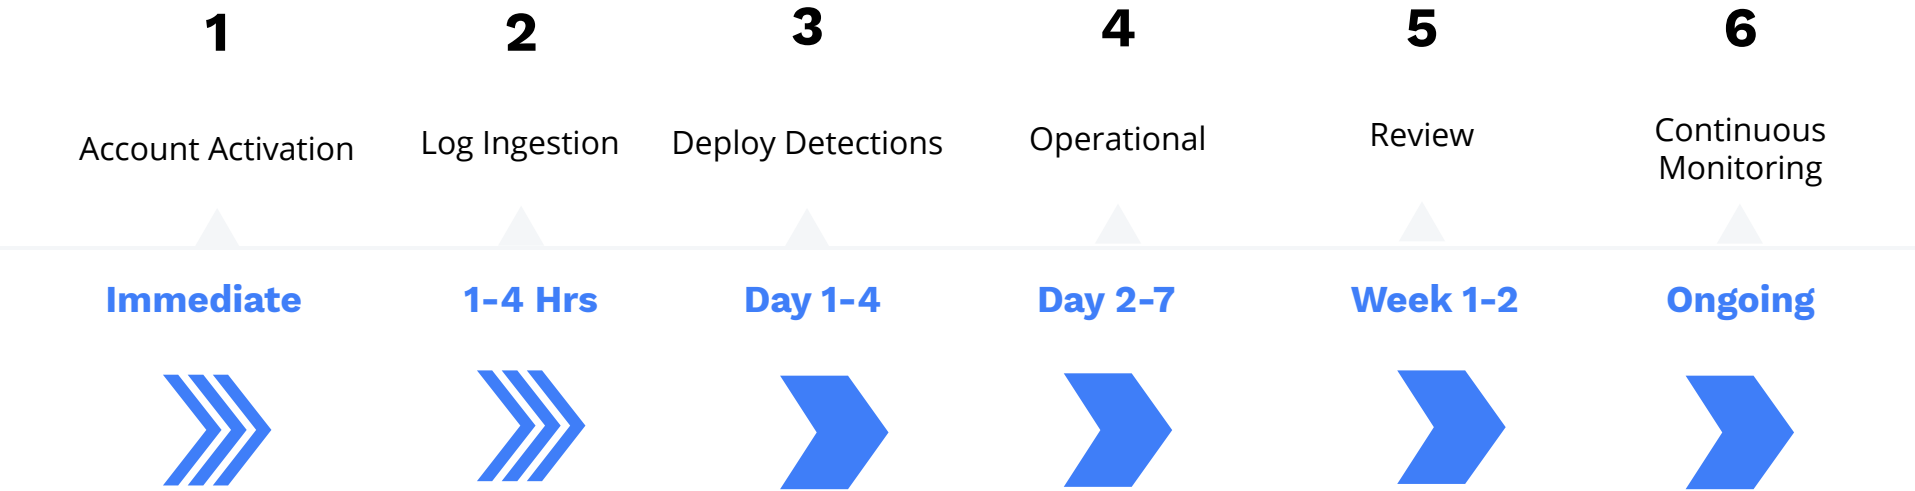 1
2
3
4
5
6
Account Activation
Log Ingestion
Deploy Detections
Operational
Review
Continuous
Monitoring
Immediate
1-4 Hrs
Day 1-4
Day 2-7
Week 1-2
Ongoing